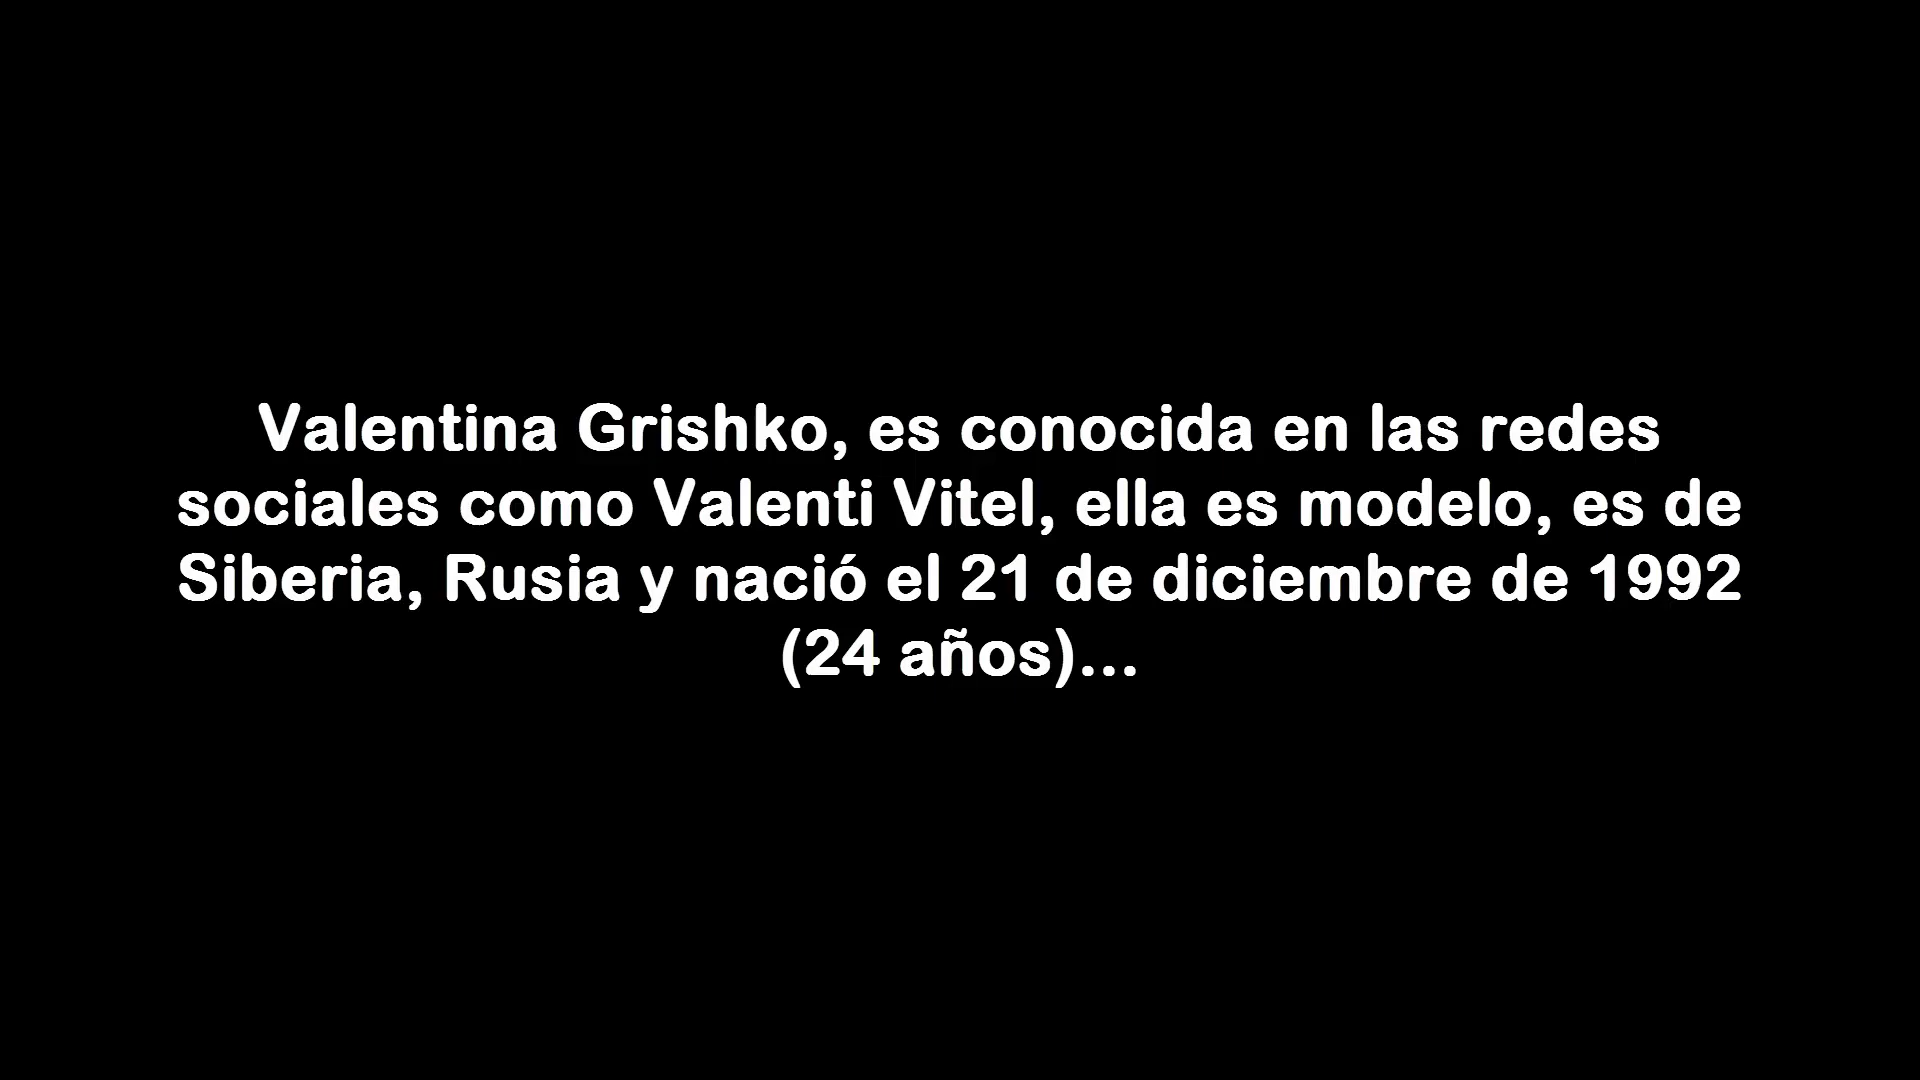 Valentina Grishko, es conocida en las redes
sociales como Valenti Vitel, ella es modelo, es de
Siberia, Rusia y nació el 21 de diciembre de 1992
(24 años)...